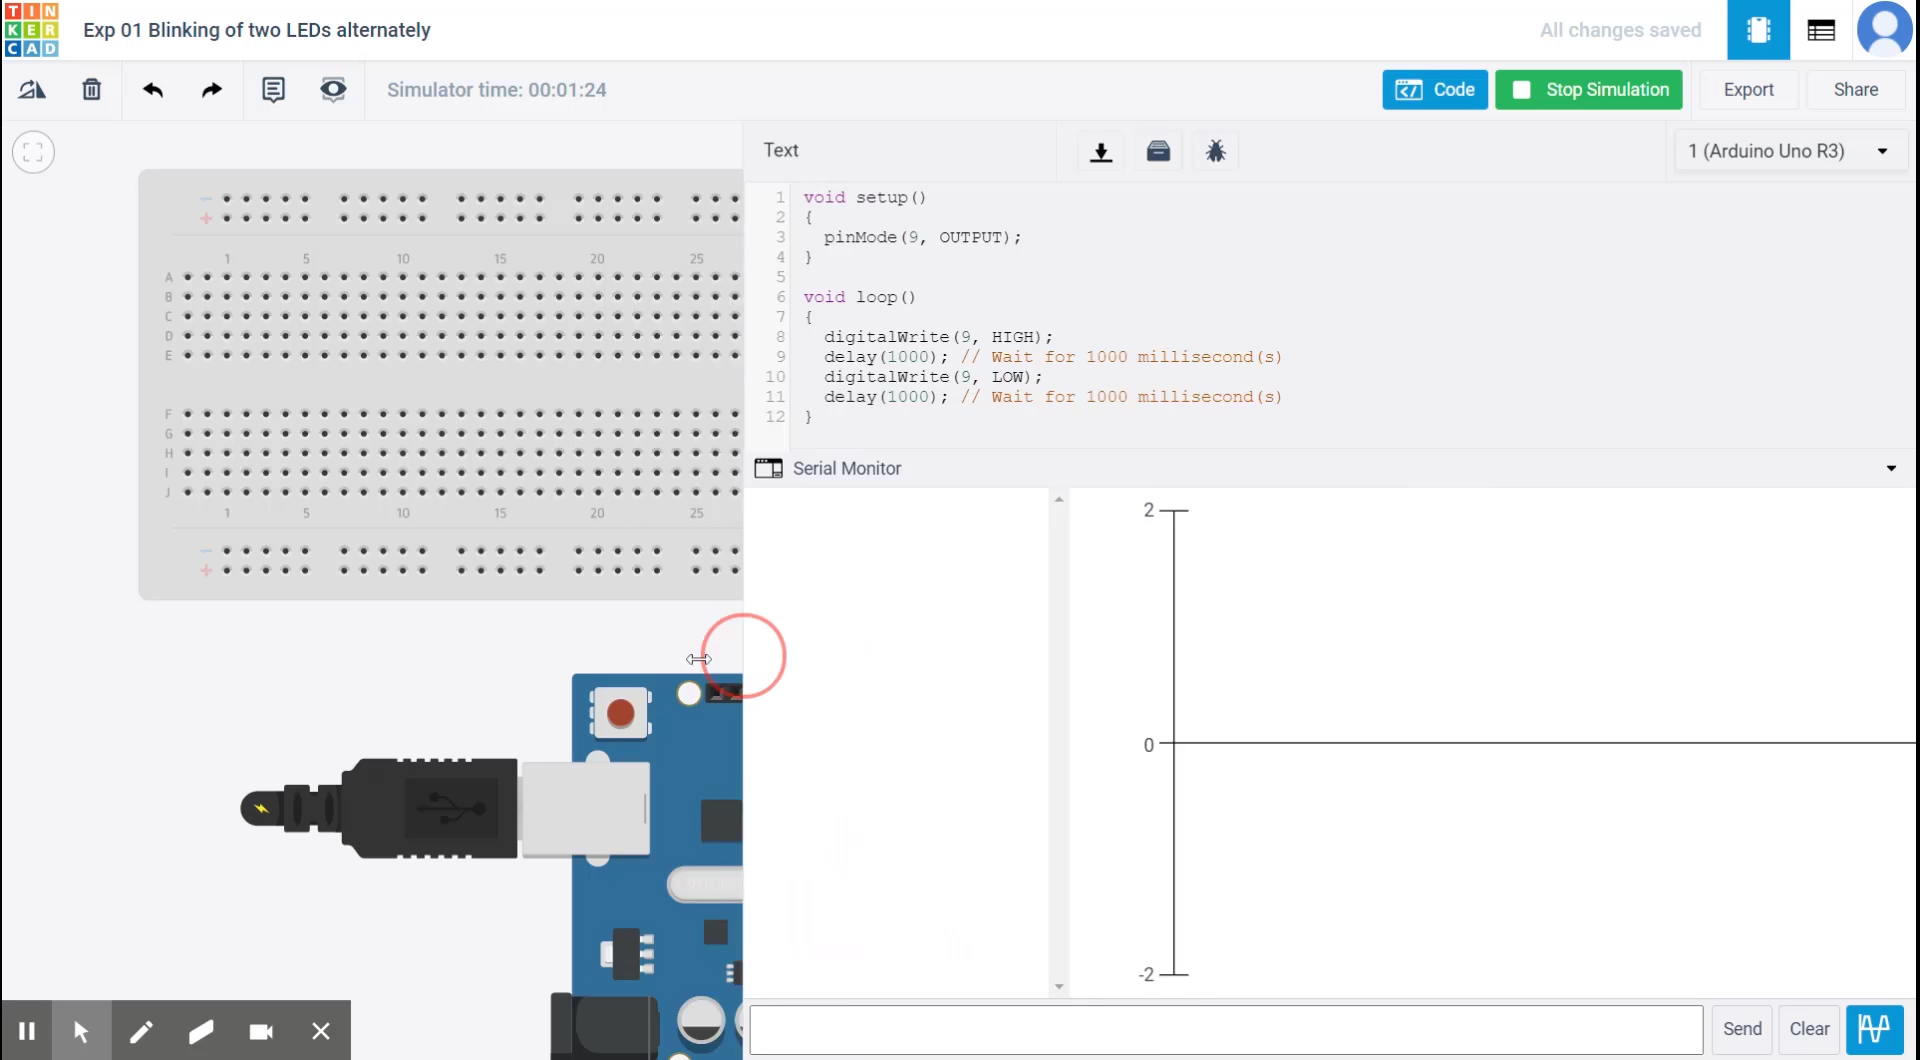 TIN
KER
CAD
Exp 01 Blinking of two LEDs alternately
All changes saved
Simulator time: 00:01:24
Code
Stop Simulation
Export
Share
Text
1 (Arduino Uno R3)
1 void setup()
2 {
3 pinMode(9, OUTPUT);
4 }
5
6 void loop()
7 {
8 digitalWrite(9, HIGH);
9 delay(1000); // Wait for 1000 millisecond(s)
10 digitalWrite(9, LOW);
11 delay(1000); // Wait for 1000 millisecond(s)
12 }
− 
+
1 5 10 15 20 25
A
B
C
D
E
F
G
H
I
J
1 5 10 15 20 25
−
+
Serial Monitor
2
0
-2
Send
Clear